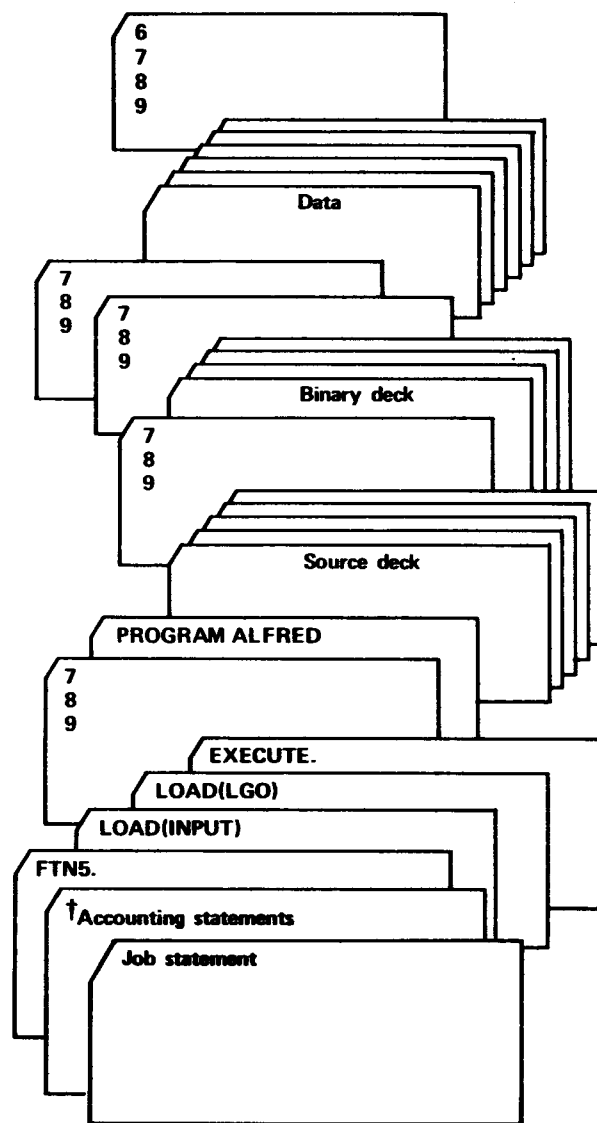 6
7
8
9
Data
7
8
9
7
8
9
Binary deck
7
8
9
Source deck
PROGRAM ALFRED
7
8
9
EXECUTE.
LOAD(LGO)
LOAD(INPUT)
FTN5.
†Accounting statements
Job statement